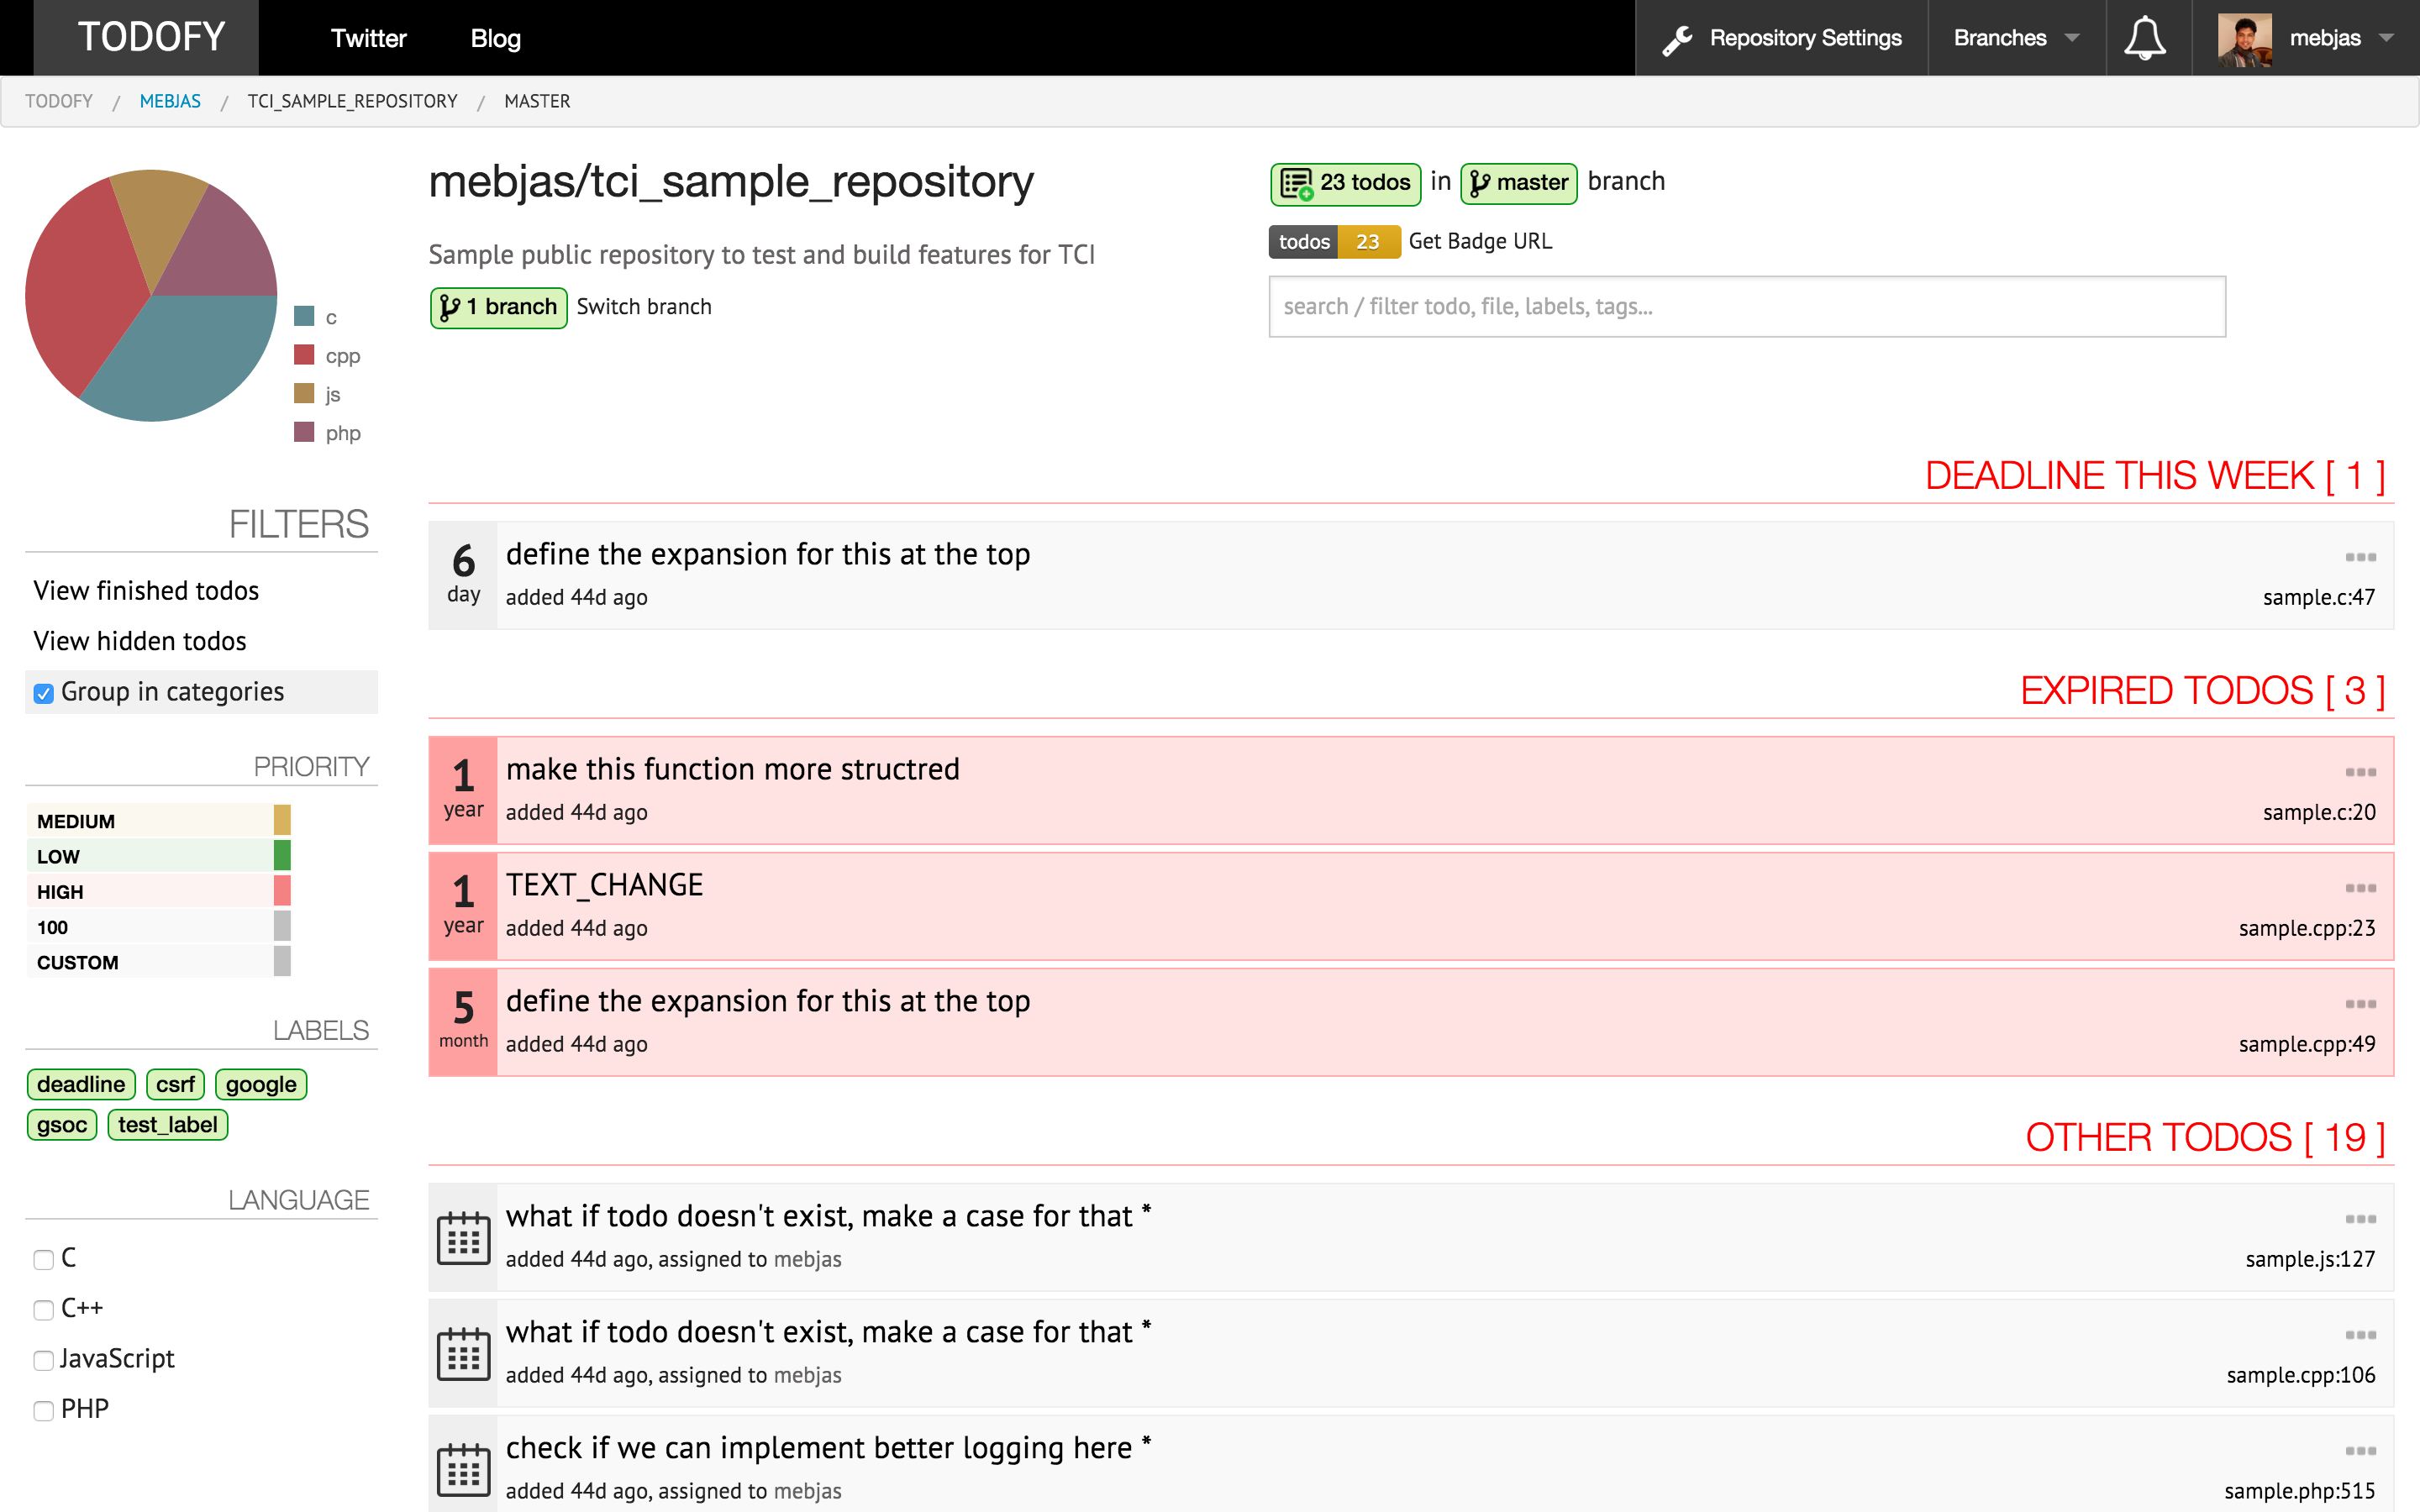 TODOFY Twitter Blog Repository Settings Branches mebjas
TODOFY / MEBJAS / TCI_SAMPLE_REPOSITORY / MASTER
mebjas/tci_sample_repository
Sample public repository to test and build features for TCI
1 branch Switch branch
23 todos in master branch
todos 23 Get Badge URL
search / filter todo, file, labels, tags...
c
cpp
js
php
FILTERS
View finished todos
View hidden todos
Group in categories
PRIORITY
MEDIUM
LOW
HIGH
100
CUSTOM
LABELS
deadline csrf google
gsoc test_label
LANGUAGE
C
C++
JavaScript
PHP
DEADLINE THIS WEEK [ 1 ]
6 day
define the expansion for this at the top
added 44d ago
sample.c:47
EXPIRED TODOS [ 3 ]
1 year
make this function more structred
added 44d ago
sample.c:20
1 year
TEXT_CHANGE
added 44d ago
sample.cpp:23
5 month
define the expansion for this at the top
added 44d ago
sample.cpp:49
OTHER TODOS [ 19 ]
what if todo doesn't exist, make a case for that *
added 44d ago, assigned to mebjas
sample.js:127
what if todo doesn't exist, make a case for that *
added 44d ago, assigned to mebjas
sample.cpp:106
check if we can implement better logging here *
added 44d ago, assigned to mebjas
sample.php:515